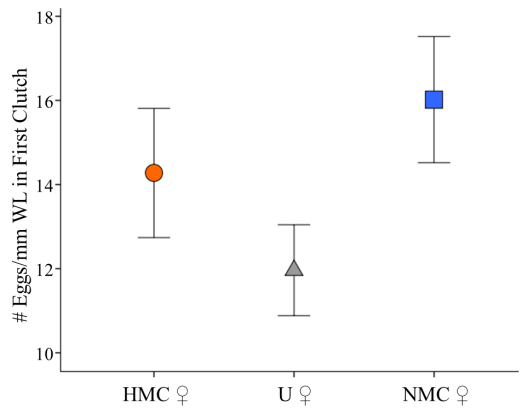 # Eggs/mm WL in First Clutch
18
16
14
12
10
HMC ♀
U ♀
NMC ♀